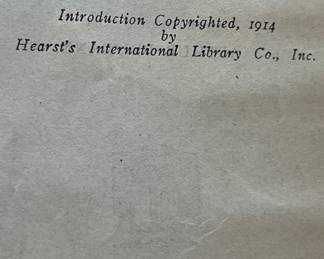 Introduction Copyrighted, 1914
by
Hearst's International Library Co., Inc.